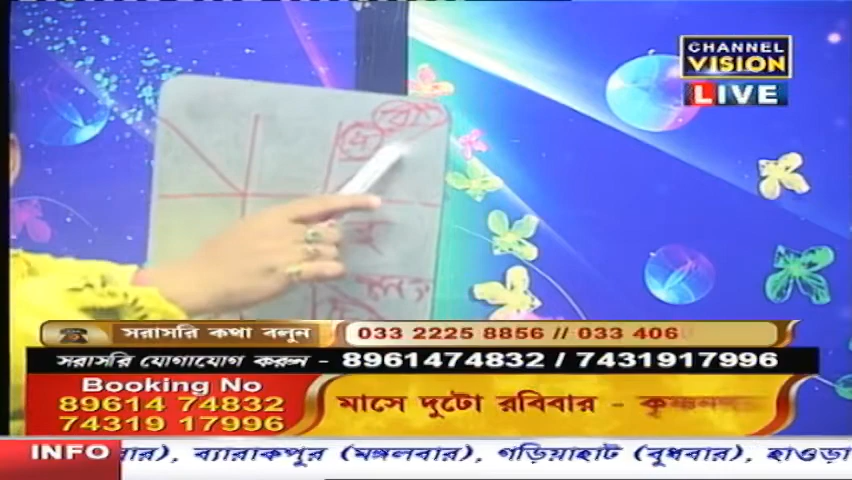 CHANNEL
VISION
LIVE
সরাসরি কথা বলুন
033 2225 8856 // 033 406
সরাসরি যোগাযোগ করুন - 8961474832 / 7431917996
Booking No
89614 74832
74319 17996
মাসে দুটো রবিবার -
INFO
বার), ব্যারাকপুর (মঙ্গলবার), গড়িয়াহাট (বুধবার), হাওড়া